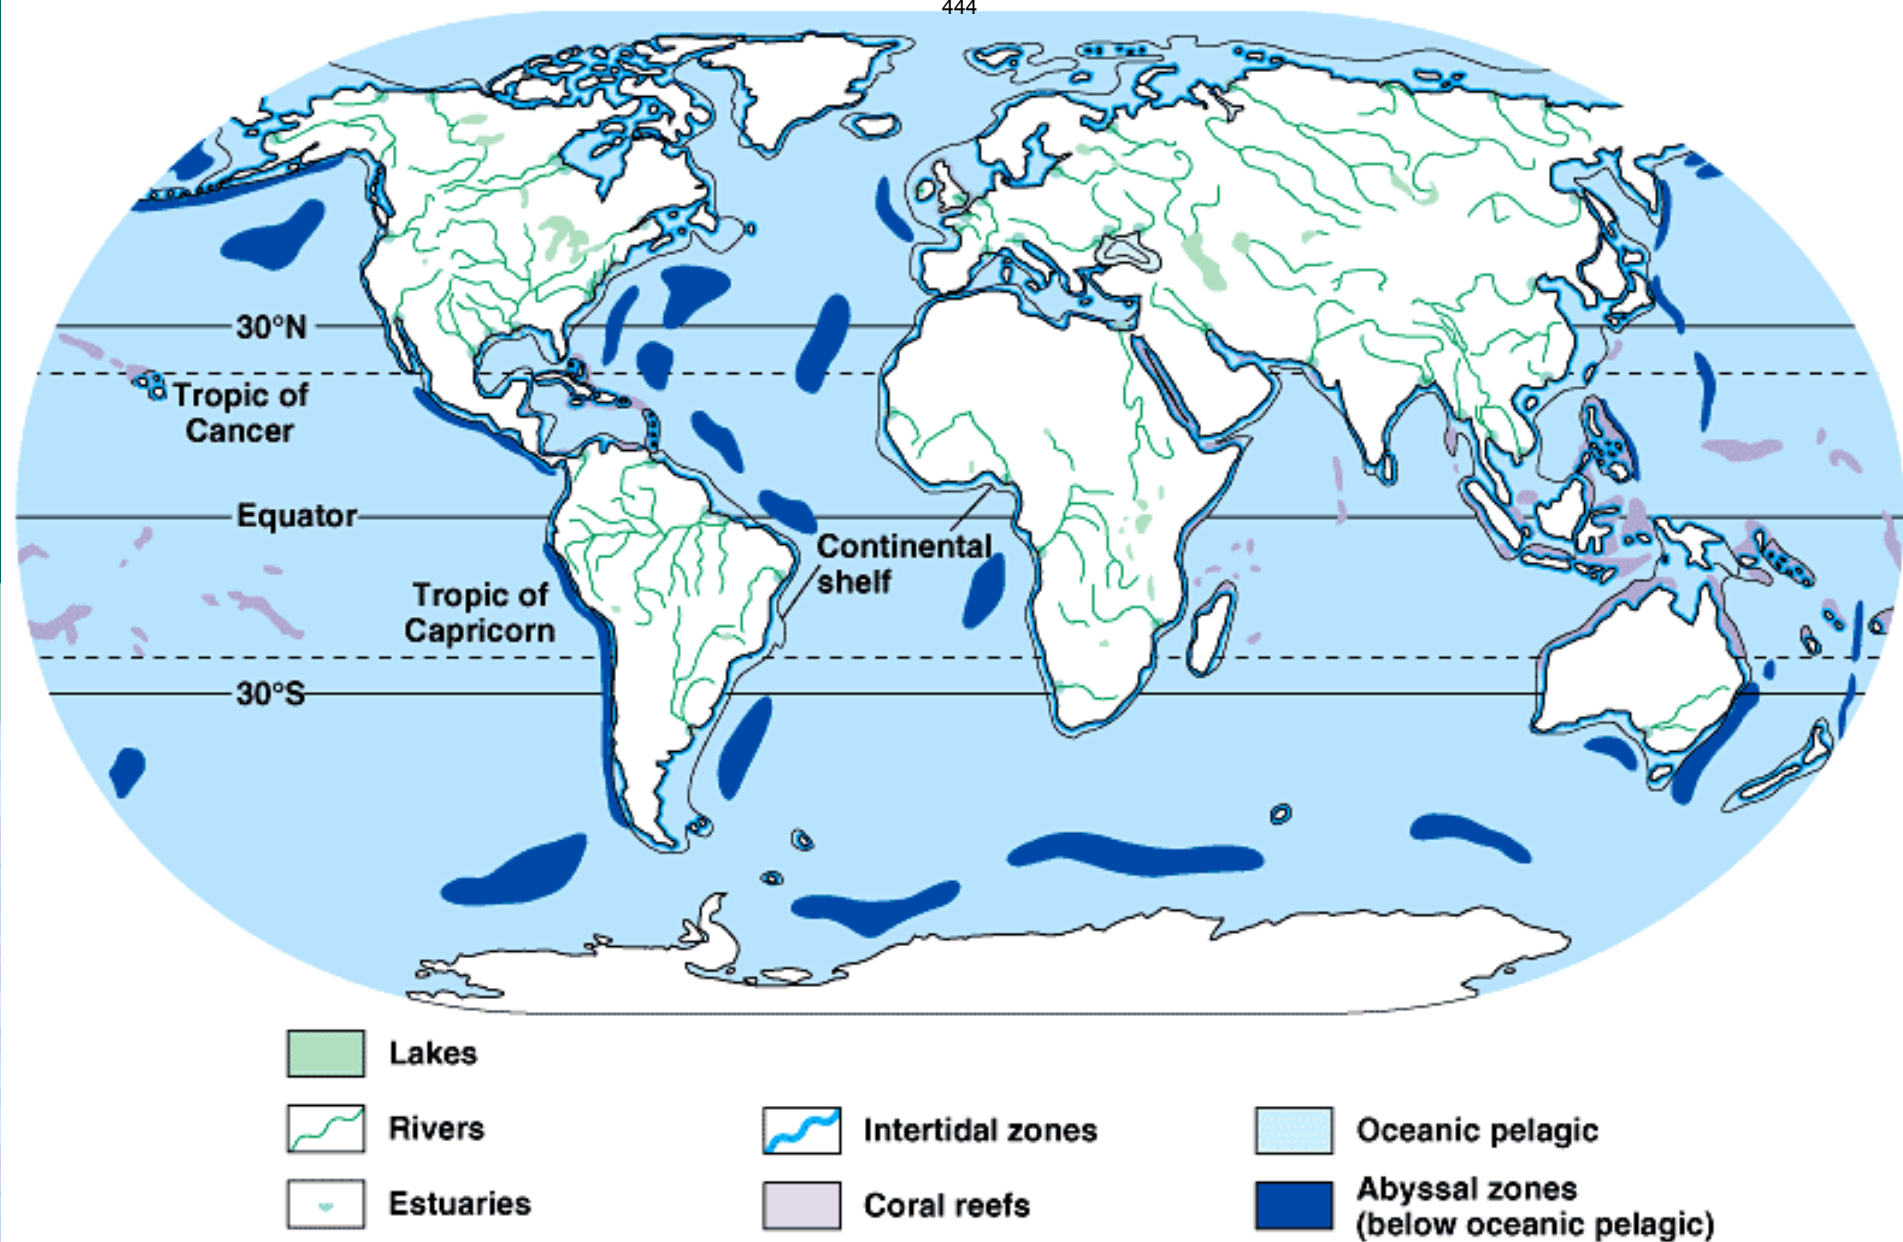 444
30°N
Tropic of
Cancer
Equator
Continental
shelf
Tropic of
Capricorn
30°S
Lakes
Rivers
Intertidal zones
Oceanic pelagic
Estuaries
Coral reefs
Abyssal zones
(below oceanic pelagic)